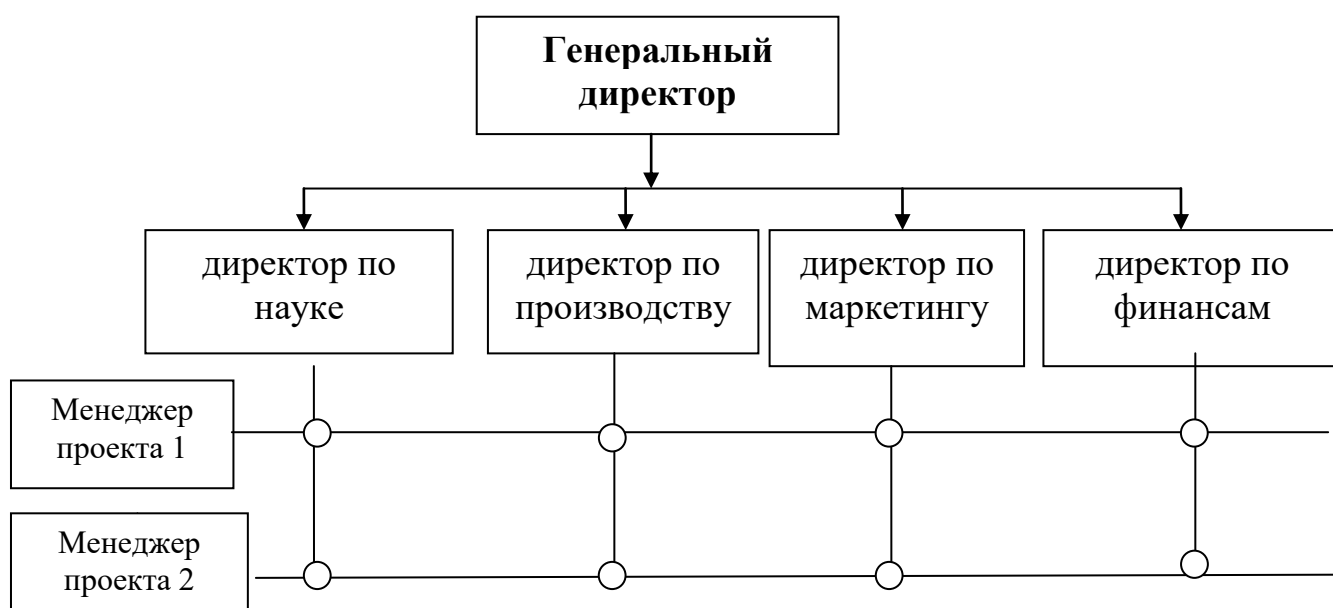 Генеральный
директор
директор по
науке
директор по
производству
директор по
маркетингу
директор по
финансам
Менеджер
проекта 1
Менеджер
проекта 2